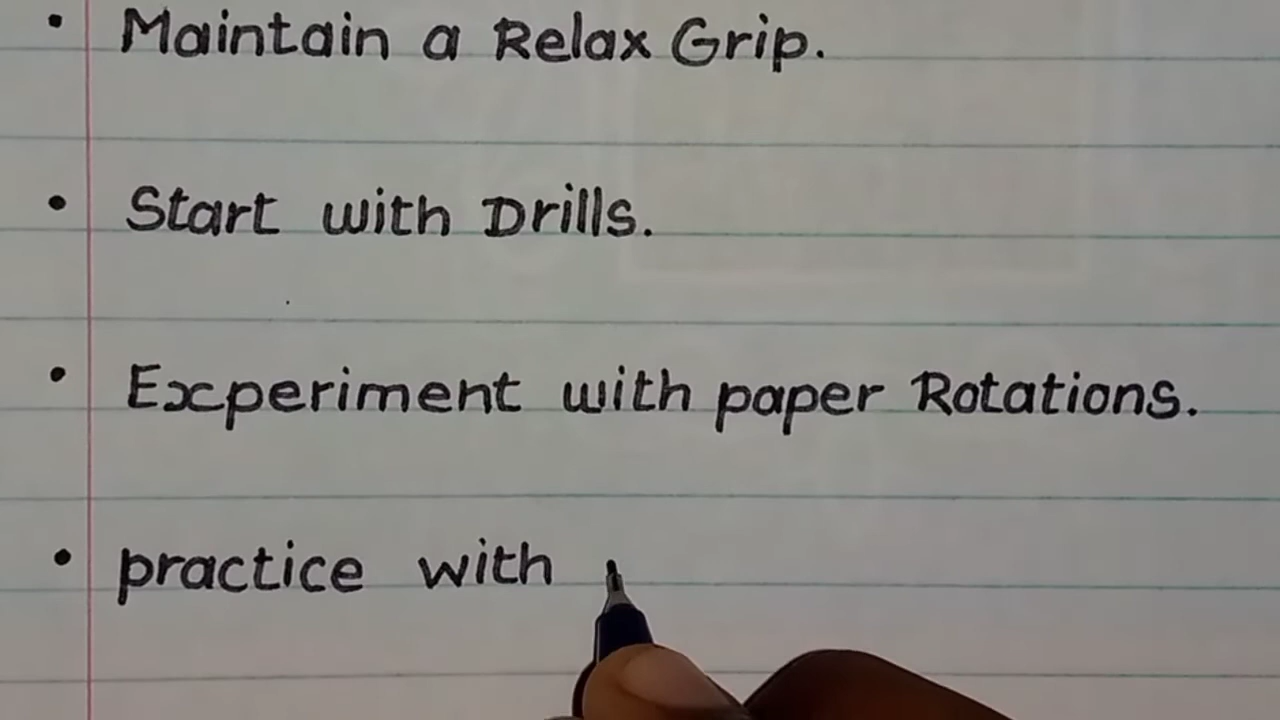 • Maintain a Relax Grip.
• Start with Drills.
• Experiment with paper Rotations.
• practice with